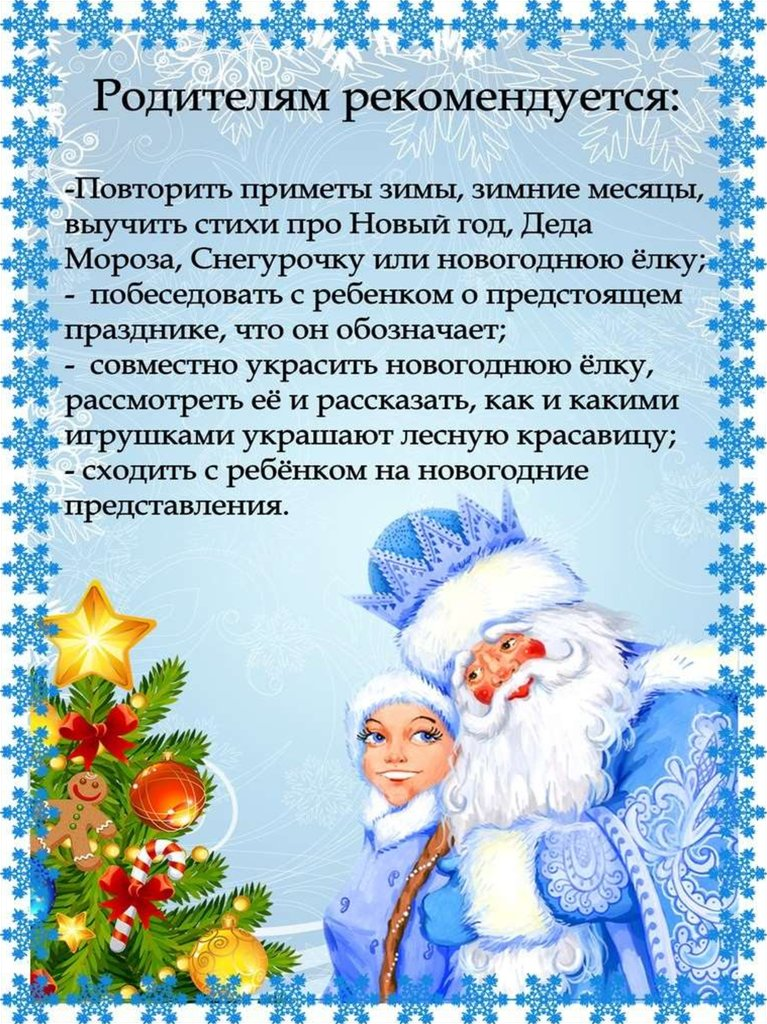 Родителям рекомендуется:
-Повторить приметы зимы, зимние месяцы,
выучить стихи про Новый год, Деда
Мороза, Снегурочку или новогоднюю ёлку;
- побеседовать с ребенком о предстоящем
празднике, что он обозначает;
- совместно украсить новогоднюю ёлку,
рассмотреть её и рассказать, как и какими
игрушками украшают лесную красавицу;
- сходить с ребёнком на новогодние
представления.